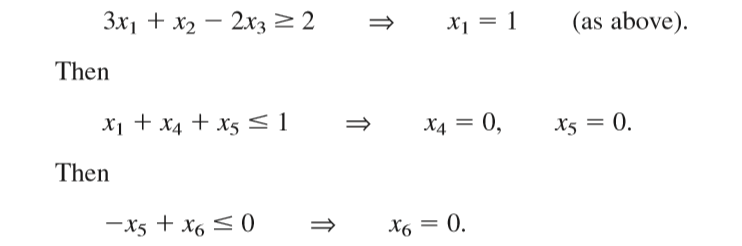 3x₁ + x₂ − 2x₃ ≥ 2 ⇒ x₁ = 1 (as above).
Then
x₁ + x₄ + x₅ ≤ 1 ⇒ x₄ = 0, x₅ = 0.
Then
−x₅ + x₆ ≤ 0 ⇒ x₆ = 0.